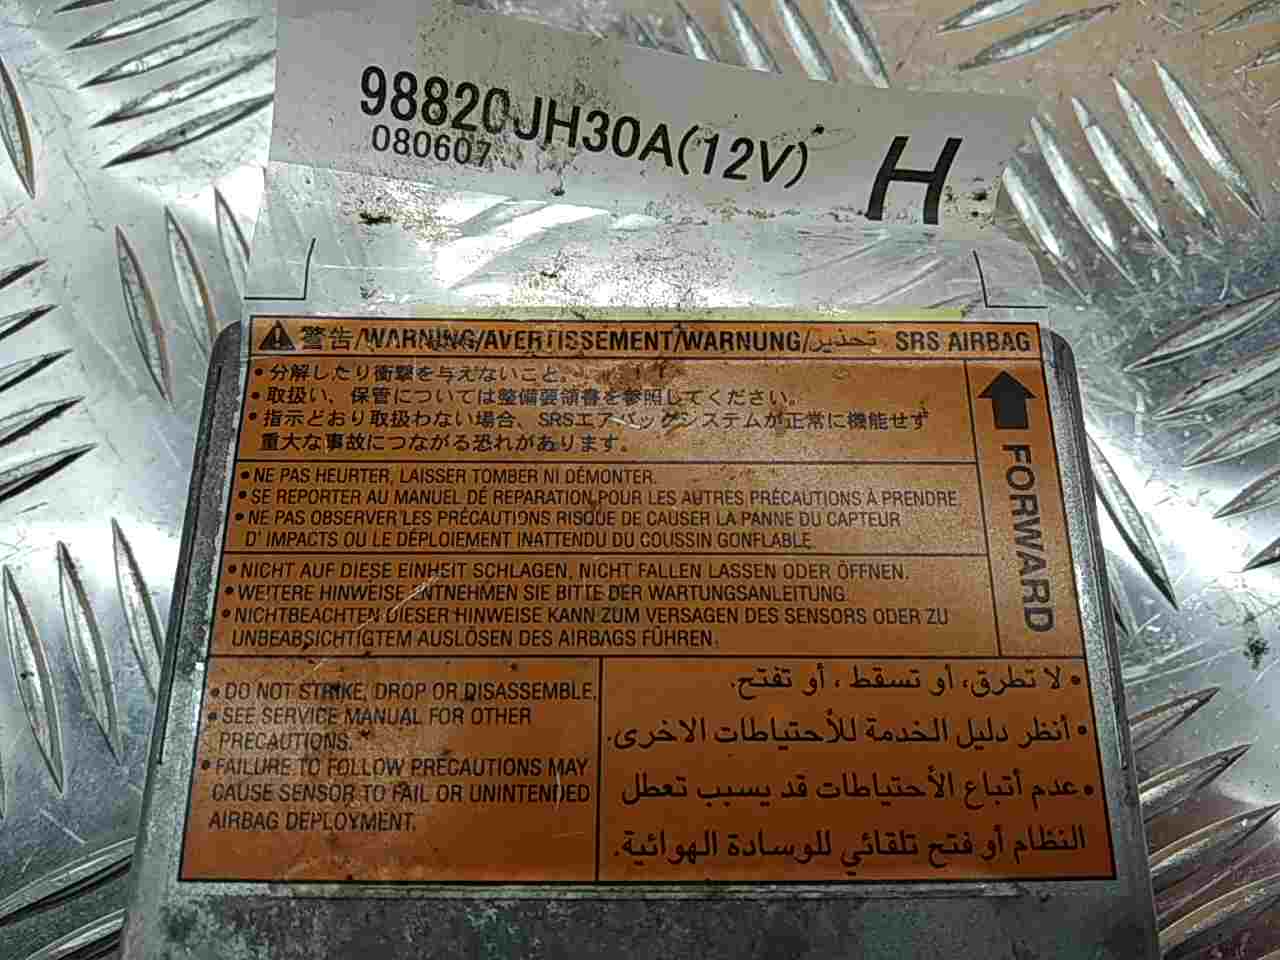 98820JH30A(12V) H
080607
警告/WARNING/AVERTISSEMENT/WARNUNG/تحذير SRS AIRBAG
• 分解したり衝撃を与えないこと。
• 取扱い、保管については整備要領書を参照してください。
• 指示どおり取扱わない場合、SRSエアバッグシステムが正常に機能せず
重大な事故につながる恐れがあります。
FORWARD
• NE PAS HEURTER, LAISSER TOMBER NI DÉMONTER.
• SE REPORTER AU MANUEL DE RÉPARATION POUR LES AUTRES PRÉCAUTIONS À PRENDRE.
• NE PAS OBSERVER LES PRÉCAUTIONS RISQUE DE CAUSER LA PANNE DU CAPTEUR
D' IMPACTS OU LE DÉPLOIEMENT INATTENDU DU COUSSIN GONFLABLE.
• NICHT AUF DIESE EINHEIT SCHLAGEN, NICHT FALLEN LASSEN ODER ÖFFNEN.
• WEITERE HINWEISE ENTNEHMEN SIE BITTE DER WARTUNGSANLEITUNG.
• NICHTBEACHTEN DIESER HINWEISE KANN ZUM VERSAGEN DES SENSORS ODER ZU
UNBEABSICHTIGTEM AUSLÖSEN DES AIRBAGS FÜHREN.
• DO NOT STRIKE, DROP OR DISASSEMBLE.
• SEE SERVICE MANUAL FOR OTHER
PRECAUTIONS.
• FAILURE TO FOLLOW PRECAUTIONS MAY
CAUSE SENSOR TO FAIL OR UNINTENDED
AIRBAG DEPLOYMENT.
• لا تطرق، أو تسقط ، أو تفتح.
• أنظر دليل الخدمة للأحتياطات الاخرى.
• عدم أتباع الأحتياطات قد يسبب تعطل
النظام أو فتح تلقائي للوسادة الهوائية.